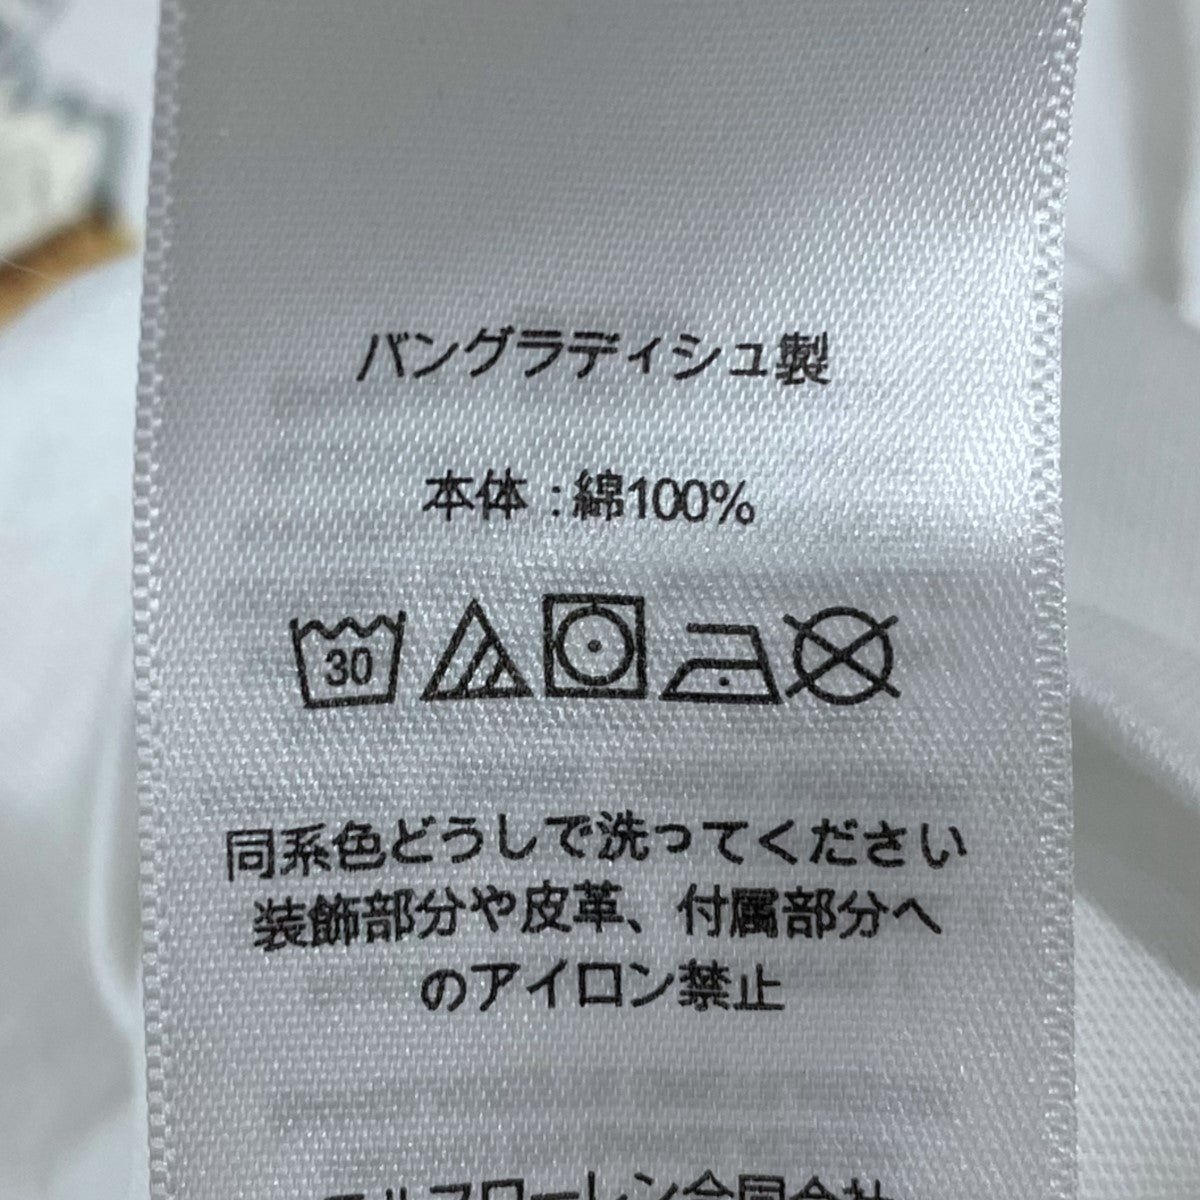 バングラディシュ製
本体：綿100%
30
同系色どうしで洗ってください
装飾部分や皮革、付属部分へ
のアイロン禁止